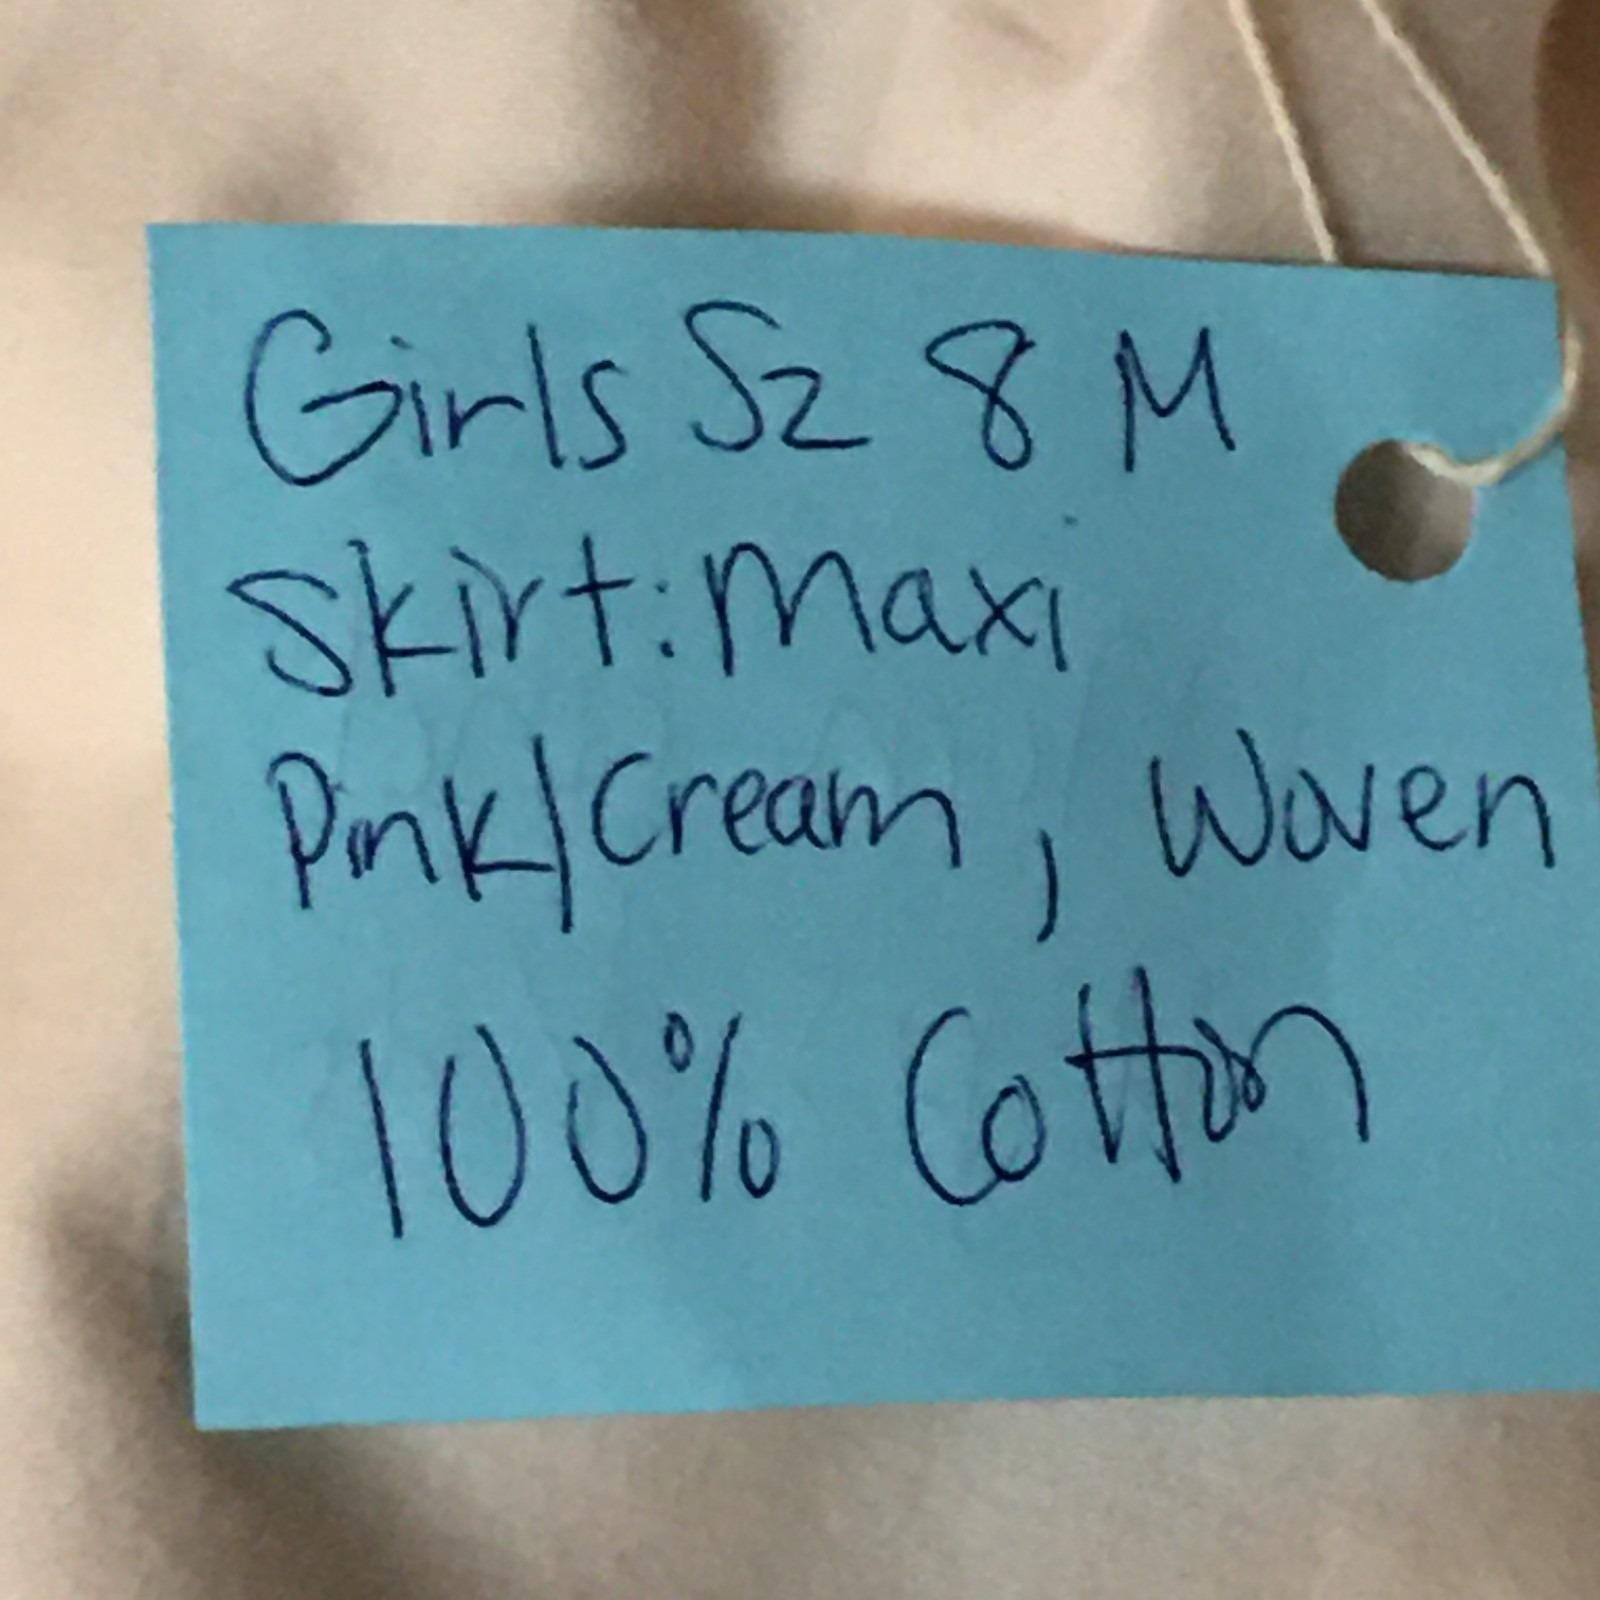 Girls Sz 8 M
Skirt: Maxi
Pink/Cream, Woven
100% Cotton